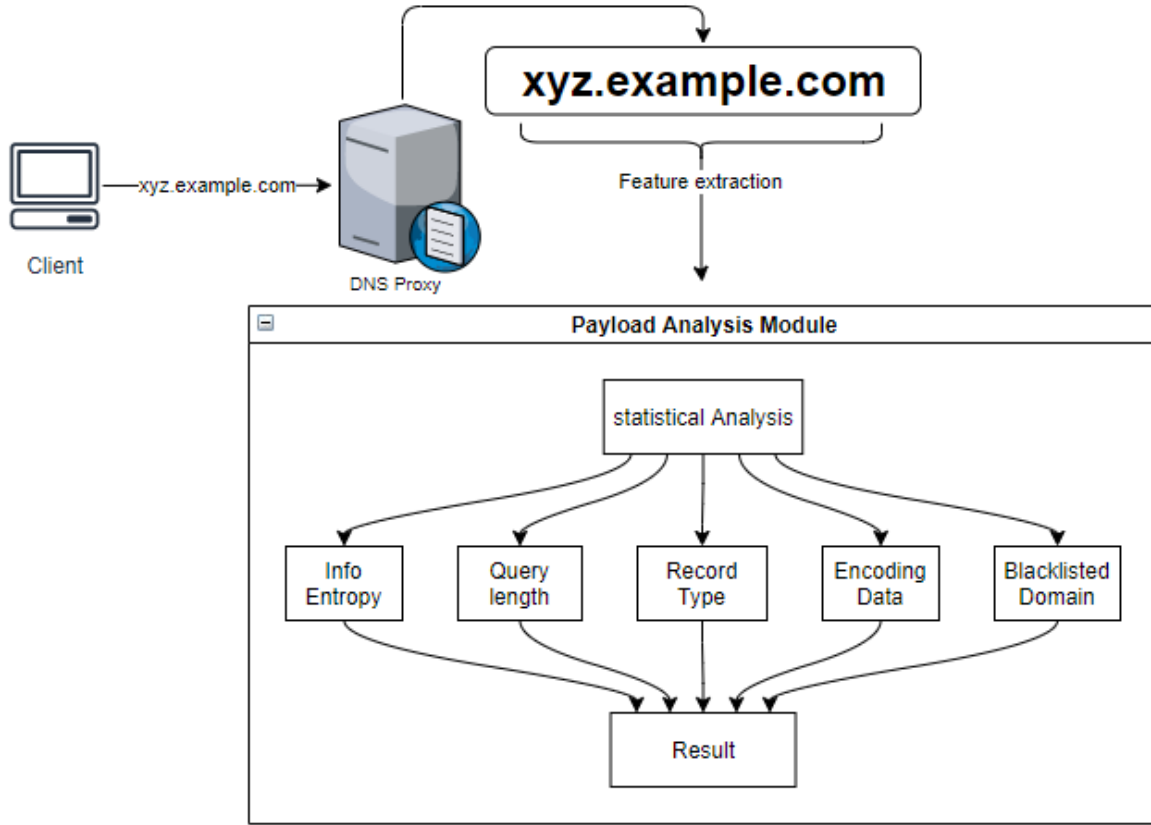 xyz.example.com
xyz.example.com
Feature extraction
Client
DNS Proxy
Payload Analysis Module
statistical Analysis
Info
Entropy
Query
length
Record
Type
Encoding
Data
Blacklisted
Domain
Result